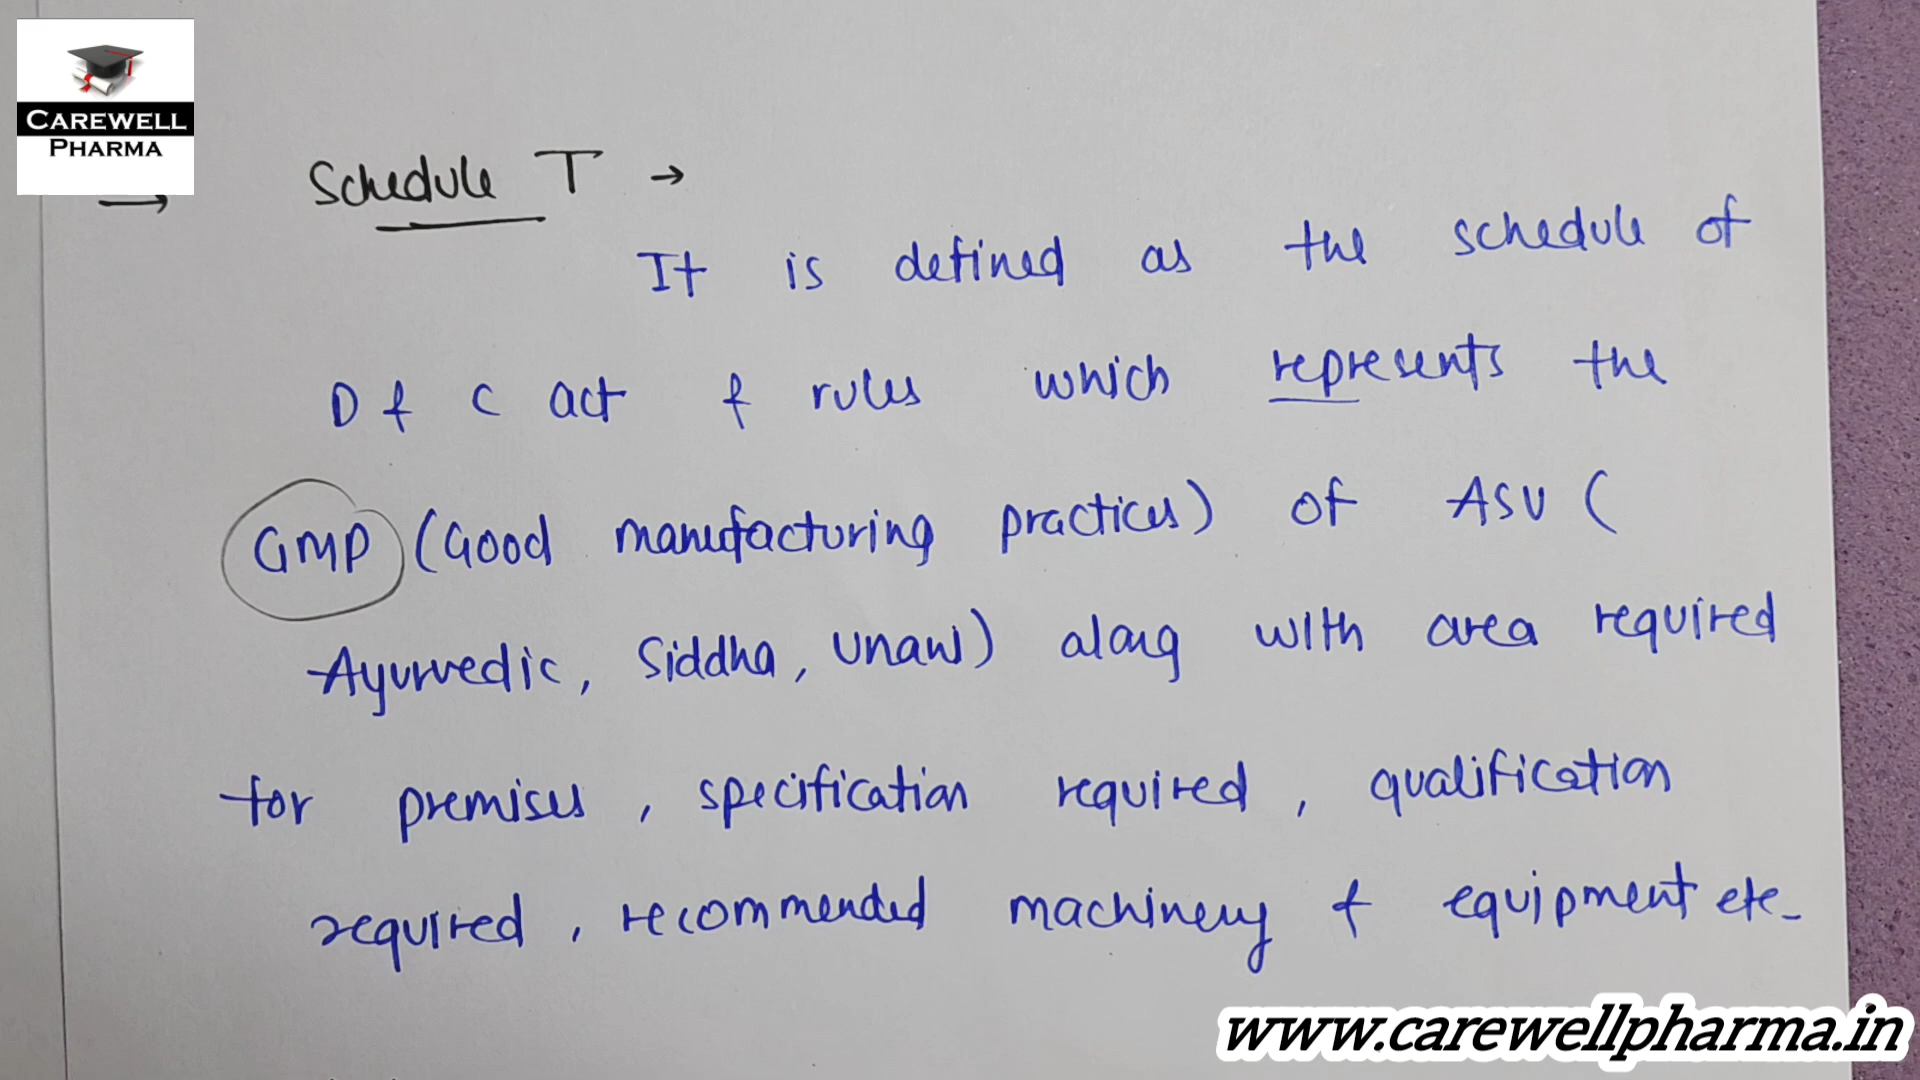 CAREWELL
PHARMA
Schedule T →
It is defined as the schedule of
D & C act & rules which represents the
GMP (Good manufacturing practices) of ASU (
Ayurvedic, Siddha, Unani) along with area required
for premises, specification required, qualification
required, recommended machinery & equipment etc.
www.carewellpharma.in